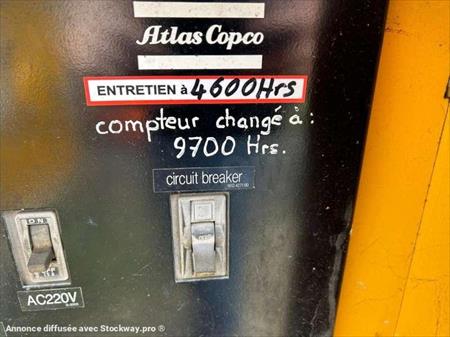 Atlas Copco
ENTRETIEN à 4600Hrs
compteur changé à:
9700 Hrs.
circuit breaker
ON
AC220V
Annonce diffusée avec Stockway.pro ®